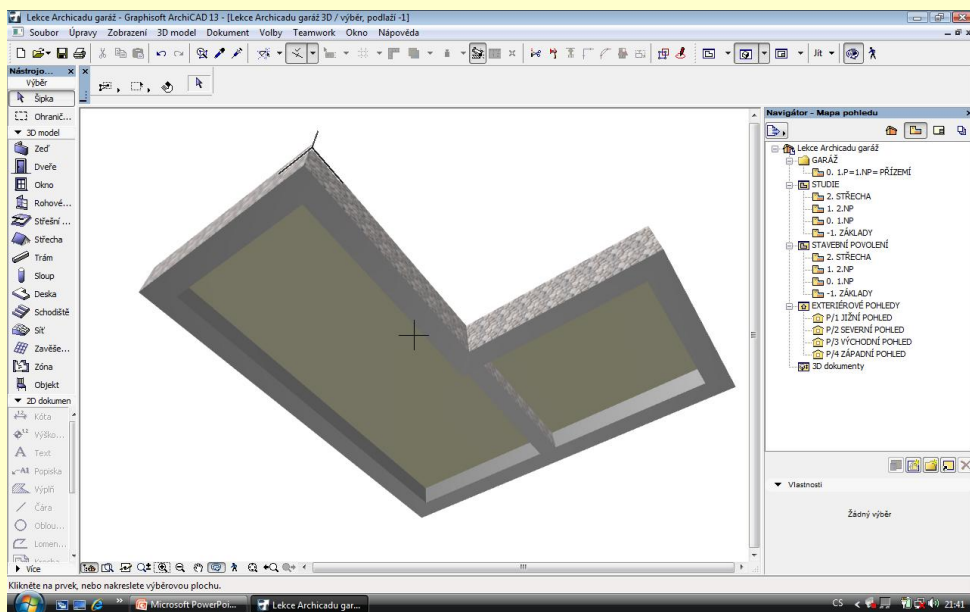 Lekce Archicadu garáž - Graphisoft ArchiCAD 13 - [Lekce Archicadu garáž 3D / výběr, podlaží -1]
Soubor Úpravy Zobrazení 3D model Dokument Volby Teamwork Okno Nápověda
Jít
Nástrojo...
Výběr
Šipka
Ohranič...
3D model
Zeď
Dveře
Okno
Rohové...
Střešní ...
Střecha
Trám
Sloup
Deska
Schodiště
Síť
Zavěše...
Zóna
Objekt
2D dokumen
Kóta
Výško...
Text
Popiska
Výplň
Čára
Oblou...
Lomen...
Více
Navigátor - Mapa pohledu
Lekce Archicadu garáž
GARÁŽ
0. 1.P=1.NP= PŘÍZEMÍ
STUDIE
2. STŘECHA
1. 2.NP
0. 1.NP
-1. ZÁKLADY
STAVEBNÍ POVOLENÍ
2. STŘECHA
1. 2.NP
0. 1.NP
-1. ZÁKLADY
EXTERIÉROVÉ POHLEDY
P/1 JIŽNÍ POHLED
P/2 SEVERNÍ POHLED
P/3 VÝCHODNÍ POHLED
P/4 ZÁPADNÍ POHLED
3D dokumenty
Vlastnosti
Žádný výběr
Klikněte na prvek, nebo nakreslete výběrovou plochu.
Microsoft PowerPoi... Lekce Archicadu gar... CS 21:41